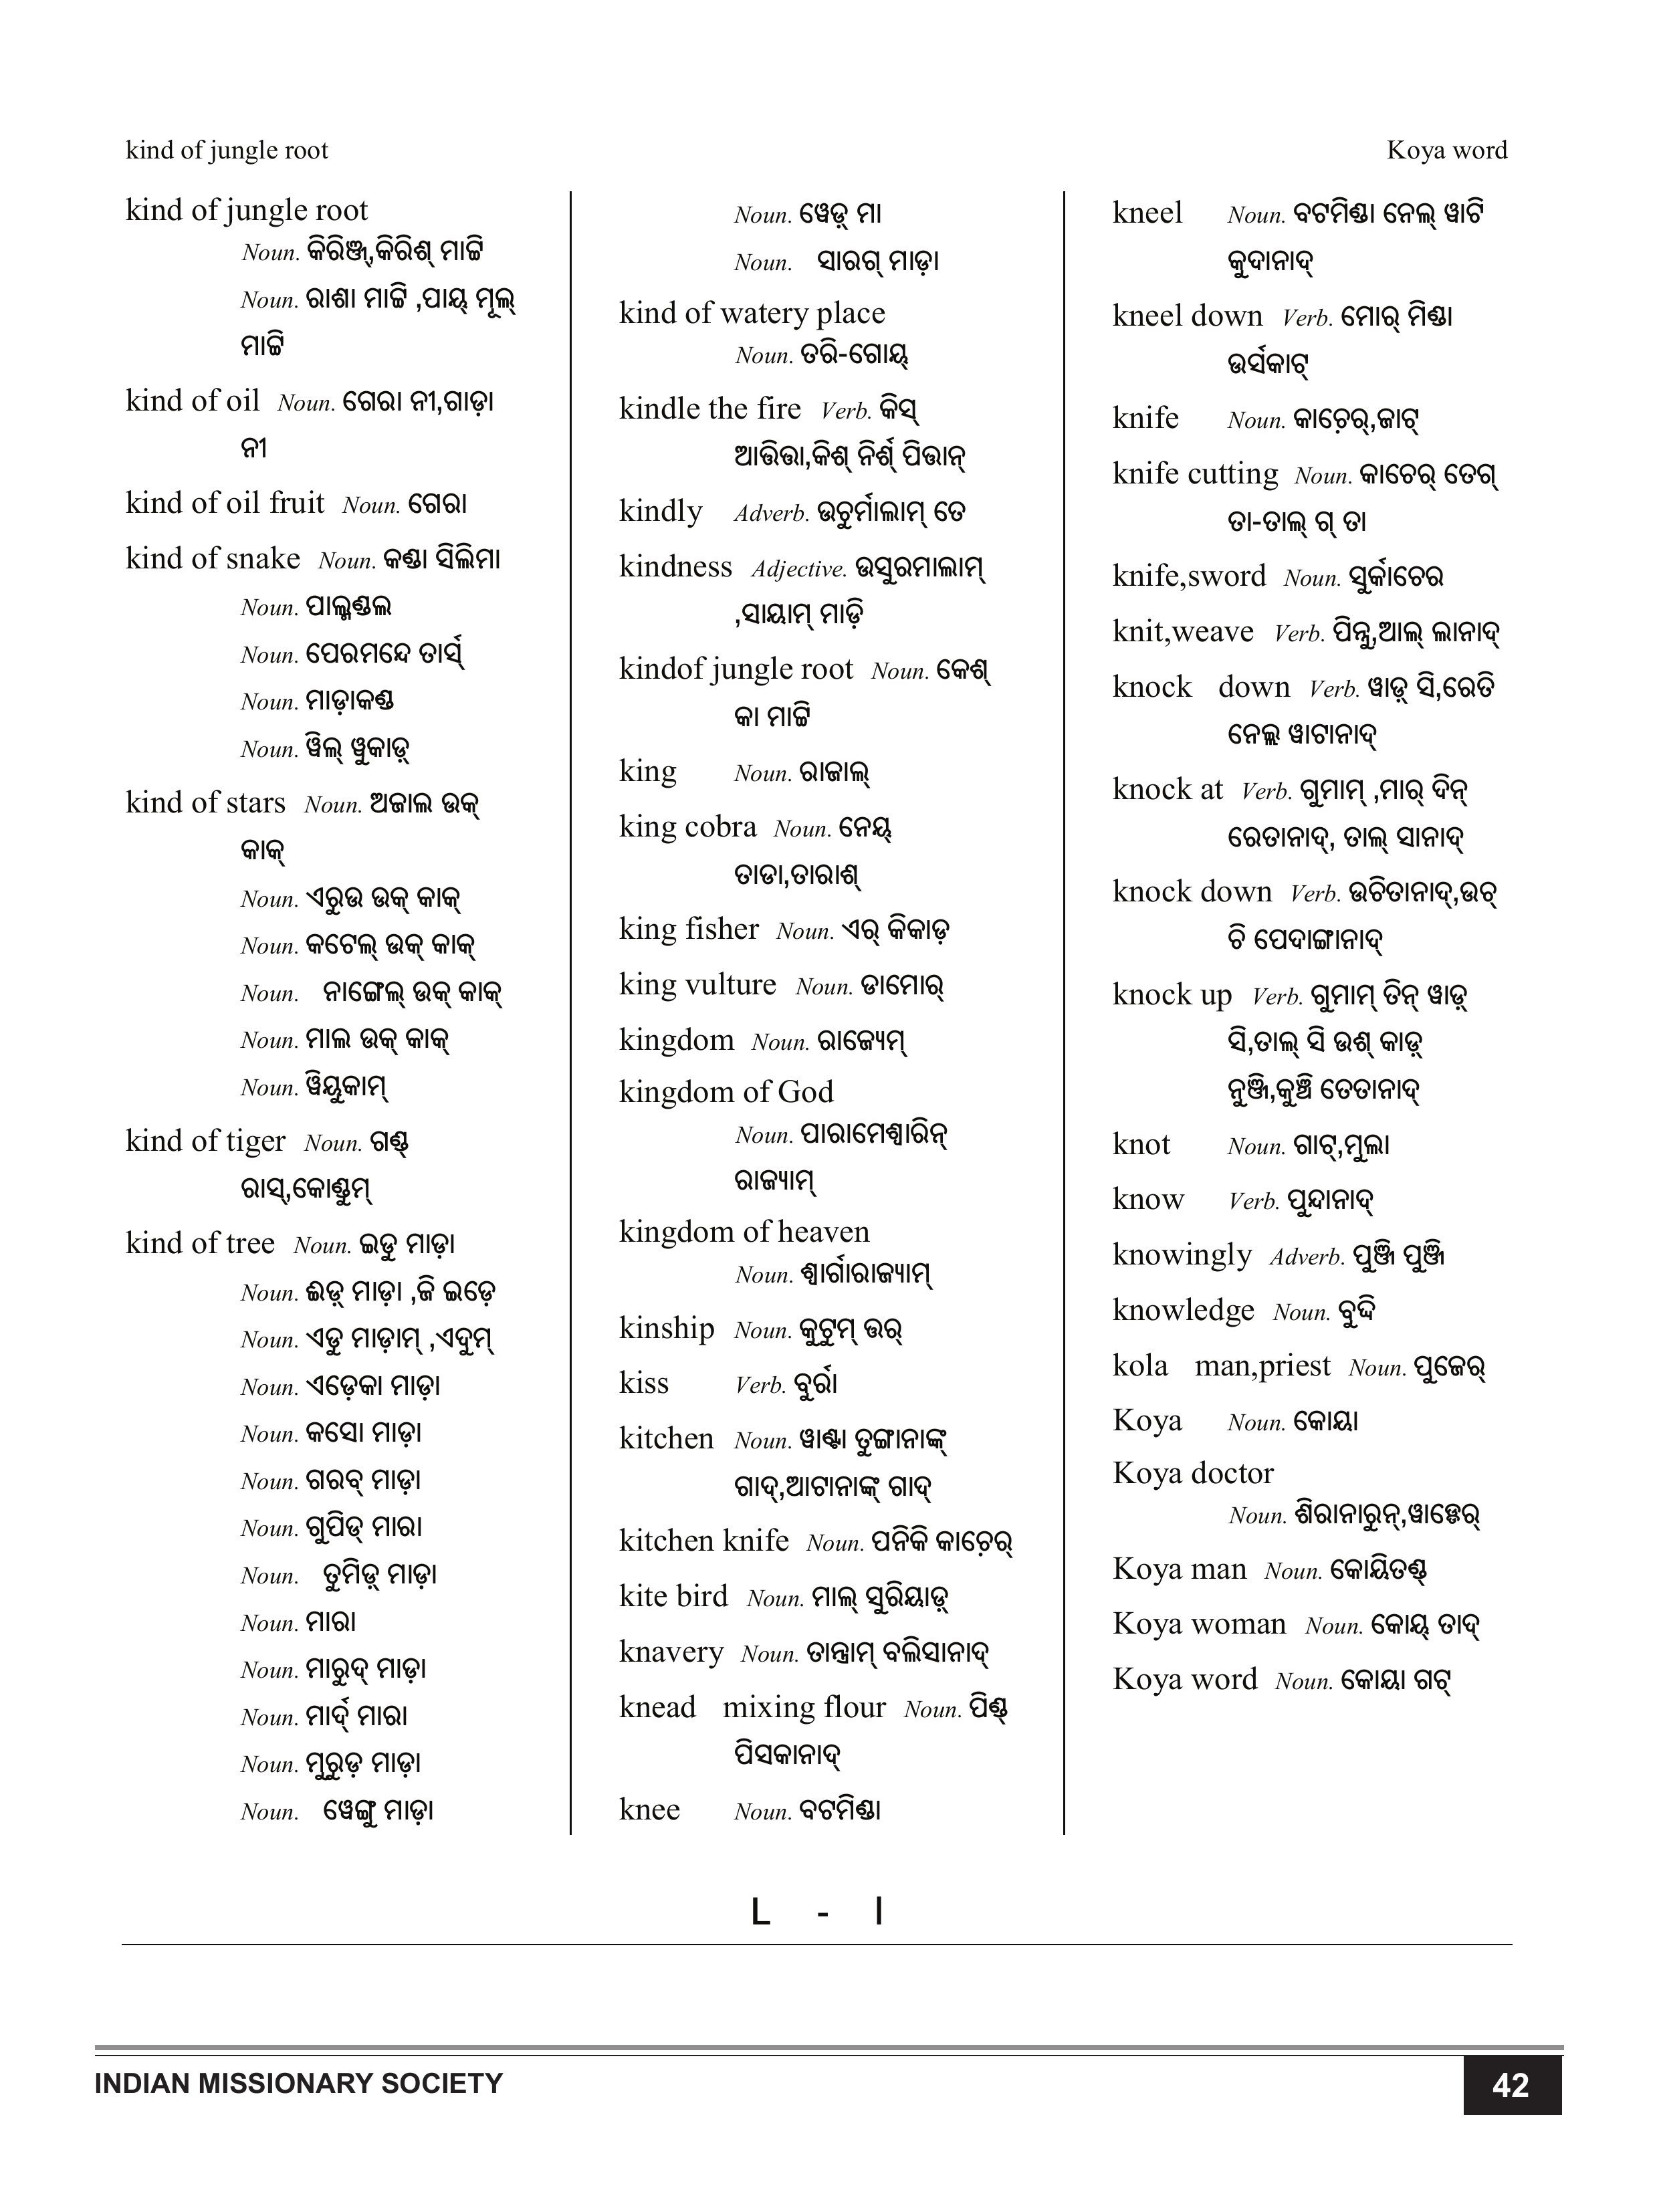 kind of jungle root
Koya word
kind of jungle root
Noun. କିରିଞ୍ଜ୍,କିରିଶ୍ ମାଟ୍ଟି
Noun. ରାଶା ମାଟ୍ଟି ,ପାୟ୍ ମୂଲ୍
ମାଟ୍ଟି
kind of oil Noun. ଗେରା ନୀ,ଗାଡ଼ା
ନୀ
kind of oil fruit Noun. ଗେରା
kind of snake Noun. କଣ୍ଡା ସିଲିମା
Noun. ପାଲ୍ମଣ୍ଡଲ
Noun. ପେରମନ୍ଦେ ତାର୍ସ୍
Noun. ମାଡ଼ାକଣ୍ଡ
Noun. ୱିଲ୍ ୱୁକାଡ଼୍
kind of stars Noun. ଅଜାଲ ଉକ୍
କାକ୍
Noun. ଏରୁଉ ଉକ୍ କାକ୍
Noun. କଟେଲ୍ ଉକ୍ କାକ୍
Noun. ନାଙ୍ଗେଲ୍ ଉକ୍ କାକ୍
Noun. ମାଲ ଉକ୍ କାକ୍
Noun. ୱିୟୁକାମ୍
kind of tiger Noun. ଗଣ୍ଡ୍
ରାସ୍,କୋଣ୍ଡୁମ୍
kind of tree Noun. ଇଡୁ ମାଡ଼ା
Noun. ଈଡ଼୍ ମାଡ଼ା ,ଜି ଇଡ଼େ
Noun. ଏଡୁ ମାଡ଼ାମ୍ ,ଏଦୁମ୍
Noun. ଏଡ଼େକା ମାଡ଼ା
Noun. କସୋ ମାଡ଼ା
Noun. ଗରବ୍ ମାଡ଼ା
Noun. ଗୁପିଡ୍ ମାରା
Noun. ତୁମିଡ଼୍ ମାଡ଼ା
Noun. ମାରା
Noun. ମାରୁଦ୍ ମାଡ଼ା
Noun. ମାର୍ଦ୍ ମାରା
Noun. ମୁରୁଡ଼ ମାଡ଼ା
Noun. ୱେଙ୍ଗୁ ମାଡ଼ା
Noun. ୱେଡ଼୍ ମା
Noun. ସାରଗ୍ ମାଡ଼ା
kind of watery place
Noun. ତରି-ଗୋୟ୍
kindle the fire Verb. କିସ୍
ଆଭିତ୍ତା,କିଶ୍ ନିର୍ଶ୍ ପିତ୍ତାନ୍
kindly Adverb. ଉଚୁର୍ମାଲାମ୍ ତେ
kindness Adjective. ଉସୁରମାଲାମ୍
,ସାୟାମ୍ ମାଡ଼ି
kindof jungle root Noun. କେଶ୍
କା ମାଟ୍ଟି
king Noun. ରାଜାଲ୍
king cobra Noun. ନେୟ୍
ତାଡା,ତାରାଶ୍
king fisher Noun. ଏର୍ କିକାଡ଼
king vulture Noun. ଡାମୋର୍
kingdom Noun. ରାଜ୍ୟେମ୍
kingdom of God
Noun. ପାରାମେଶ୍ୱାରିନ୍
ରାଜ୍ୟାମ୍
kingdom of heaven
Noun. ଶ୍ୱାର୍ଗାରାଜ୍ୟାମ୍
kinship Noun. କୁଟୁମ୍ ଉର୍
kiss Verb. ବୁର୍ରା
kitchen Noun. ୱାଣ୍ଟା ତୁଙ୍ଗାନାଙ୍କ୍
ଗାଦ୍,ଆଟାନାଙ୍କ୍ ଗାଦ୍
kitchen knife Noun. ପନିକି କାଚ଼େର୍
kite bird Noun. ମାଲ୍ ସୁରିୟାଡ଼୍
knavery Noun. ତାନ୍ତ୍ରାମ୍ ବଲିସାନାଦ୍
knead mixing flour Noun. ପିଣ୍ଡ୍
ପିସକାନାଦ୍
knee Noun. ବଟମିଣ୍ଡା
kneel Noun. ବଟମିଣ୍ଡା ନେଲ୍ ୱାଟି
କୁଦାନାଦ୍
kneel down Verb. ମୋର୍ ମିଣ୍ଡା
ଉର୍ସକାଟ୍
knife Noun. କାଚ଼େର୍,ଜାଟ୍
knife cutting Noun. କାଚେର୍ ତେଗ୍
ତା-ତାଲ୍ ଗ୍ ତା
knife,sword Noun. ସୁର୍କାଚେର
knit,weave Verb. ପିନ୍ତୁ,ଆଲ୍ ଲାନାଦ୍
knock down Verb. ୱାଡ଼୍ ସି,ରେତି
ନେଲ୍ଲ ୱାଟାନାଦ୍
knock at Verb. ଗୁମାମ୍ ,ମାର୍ ଦିନ୍
ରେତାନାଦ୍, ତାଲ୍ ସାନାଦ୍
knock down Verb. ଉଚିତାନାଦ୍,ଉଚ୍
ଚି ପେଦାଙ୍ଗାନାଦ୍
knock up Verb. ଗୁମାମ୍ ତିନ୍ ୱାଡ଼୍
ସି,ତାଲ୍ ସି ଉଶ୍ କାଡ଼୍
ନୁଞ୍ଜି,କୁଞ୍ଚି ତେତାନାଦ୍
knot Noun. ଗାଟ୍,ମୁଲା
know Verb. ପୁନ୍ଦାନାଦ୍
knowingly Adverb. ପୁଞ୍ଜି ପୁଞ୍ଜି
knowledge Noun. ବୁଦ୍ଦି
kola man,priest Noun. ପୁଜେର୍
Koya Noun. କୋୟା
Koya doctor
Noun. ଶିରାନାରୁନ୍,ୱାଡ୍ଡେର୍
Koya man Noun. କୋୟିତଣ୍ଡ୍
Koya woman Noun. କୋୟ୍ ତାଦ୍
Koya word Noun. କୋୟା ଗଟ୍
L - l
INDIAN MISSIONARY SOCIETY
42